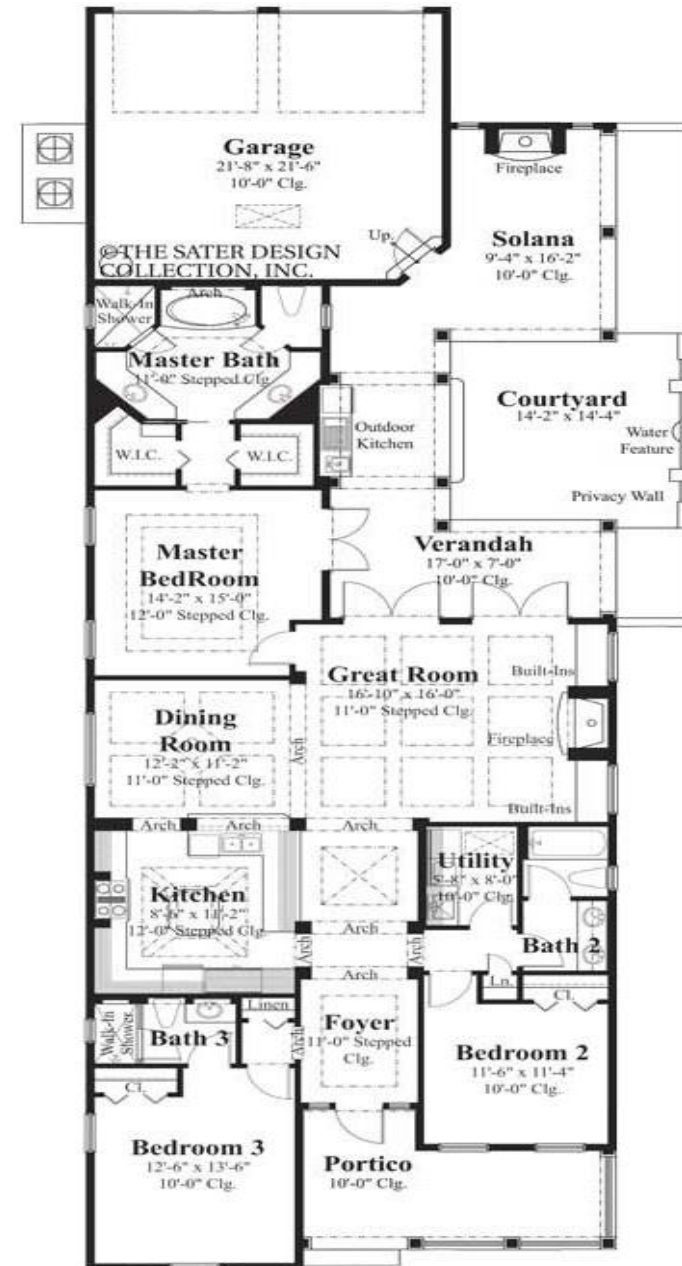 Garage
21'-8" x 21'-6"
10'-0" Clg.
Fireplace
Up.
Solana
9'-4" x 16'-2"
10'-0" Clg.
©THE SATER DESIGN
COLLECTION, INC.
Walk-In
Shower
Arch
Master Bath
11'-0" Stepped Clg.
Courtyard
14'-2" x 14'-4"
Outdoor
Kitchen
Water
Feature
W.I.C.
W.I.C.
Privacy Wall
Master
BedRoom
14'-2" x 15'-0"
12'-0" Stepped Clg.
Verandah
17'-0" x 7'-0"
10'-0" Clg.
Great Room
16'-10" x 16'-0"
11'-0" Stepped Clg.
Built-Ins
Dining
Room
12'-2" x 11'-2"
11'-0" Stepped Clg.
Arch
Fireplace
Built-Ins
Arch
Arch
Arch
Kitchen
8'-6" x 11'-2"
12'-0" Stepped Clg.
Utility
5'-8" x 8'-0"
10'-0" Clg.
Arch
Arch
Arch
Arch
Bath 2
Ln.
Cl.
Walk-In
Shower
Bath 3
Linen
Arch
Foyer
11'-0" Stepped
Clg.
Bedroom 2
11'-6" x 11'-4"
10'-0" Clg.
Cl.
Bedroom 3
12'-6" x 13'-6"
10'-0" Clg.
Portico
10'-0" Clg.